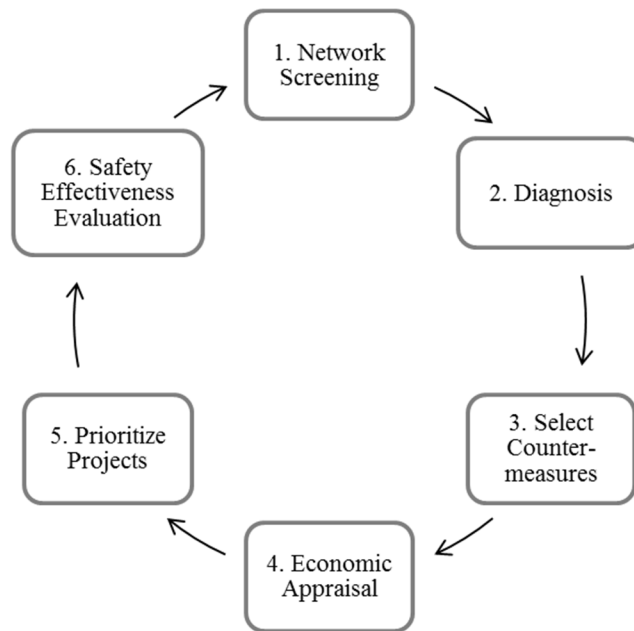 1. Network
Screening
2. Diagnosis
3. Select
Counter-
measures
4. Economic
Appraisal
5. Prioritize
Projects
6. Safety
Effectiveness
Evaluation